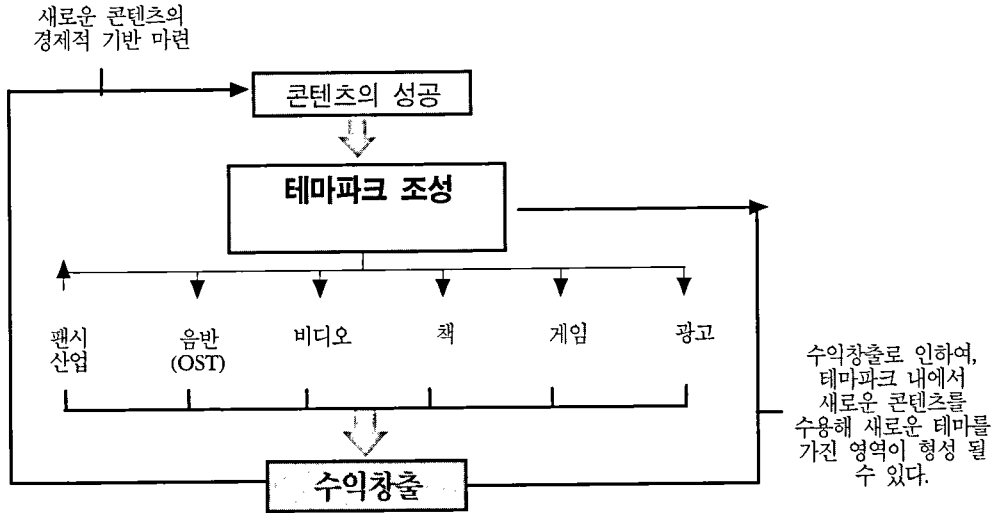 새로운 콘텐츠의
경제적 기반 마련
콘텐츠의 성공
테마파크 조성
팬시
산업
음반
(OST)
비디오
책
게임
광고
수익창출로 인하여,
테마파크 내에서
새로운 콘텐츠를
수용해 새로운 테마를
가진 영역이 형성 될
수 있다.
수익창출